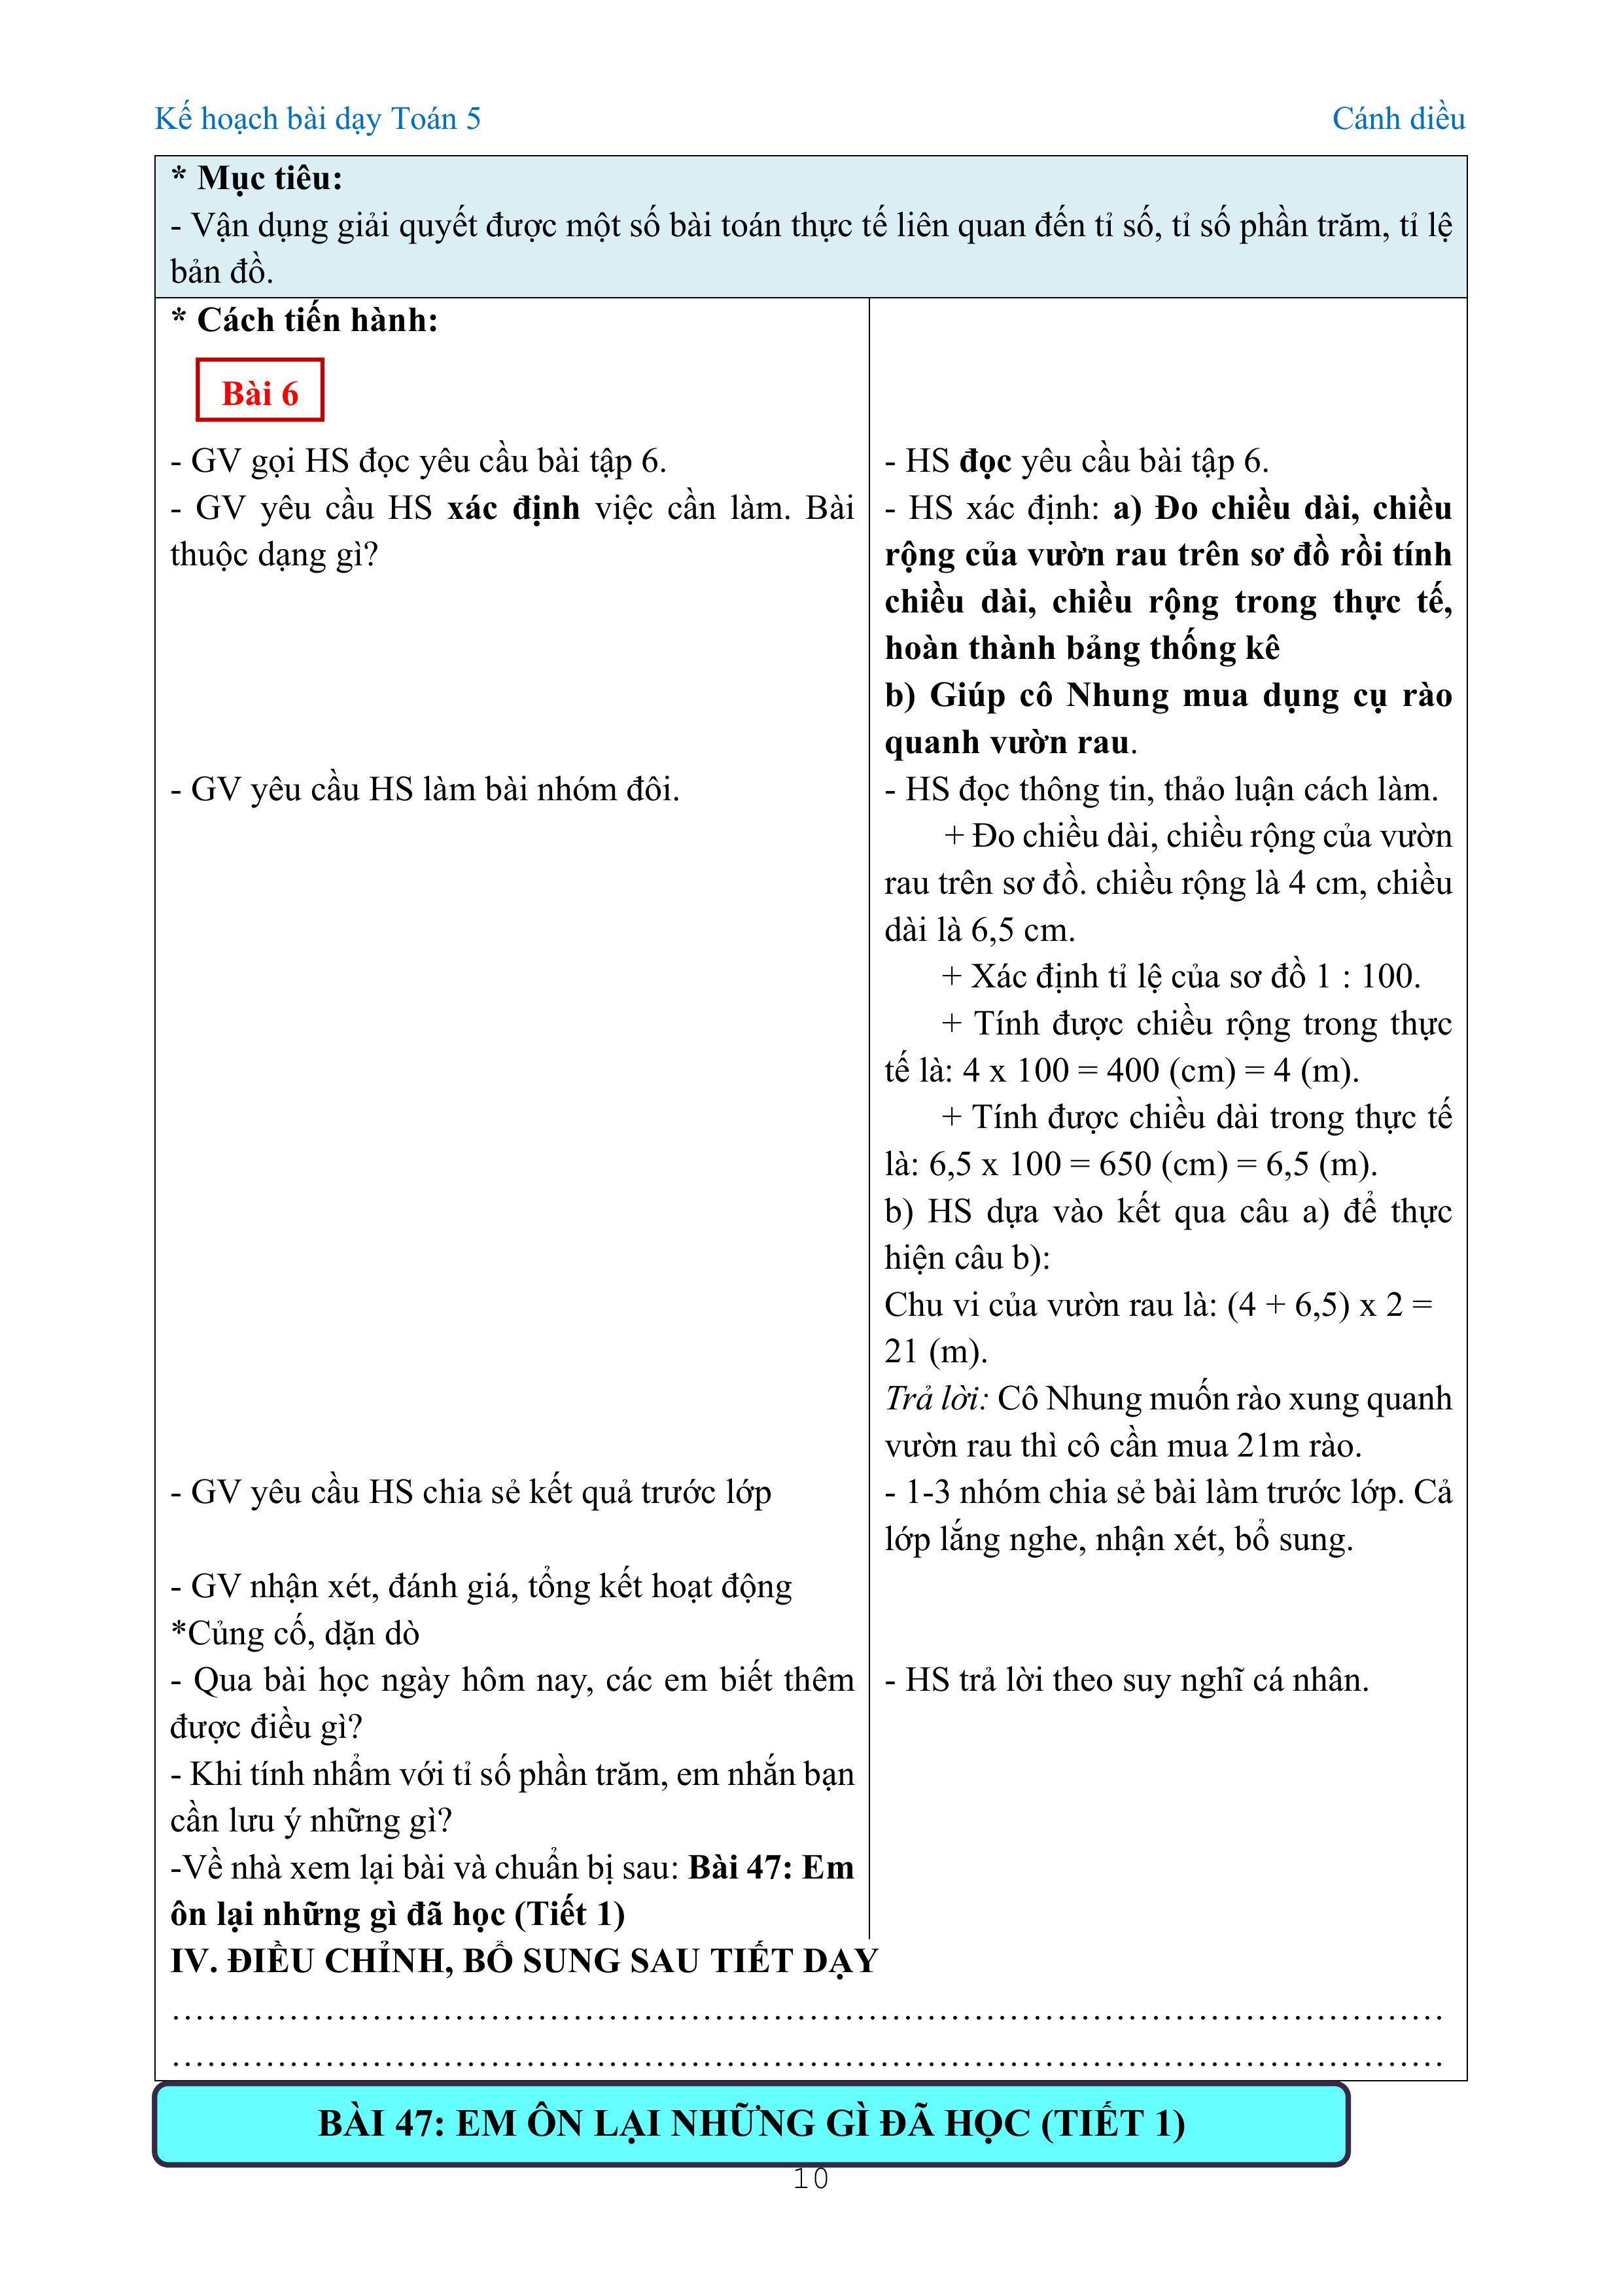 Kế hoạch bài dạy Toán 5
Cánh diều
* Mục tiêu:
- Vận dụng giải quyết được một số bài toán thực tế liên quan đến tỉ số, tỉ số phần trăm, tỉ lệ
bản đồ.
* Cách tiến hành:
Bài 6
- GV gọi HS đọc yêu cầu bài tập 6.
- GV yêu cầu HS xác định việc cần làm. Bài
thuộc dạng gì?
- GV yêu cầu HS làm bài nhóm đôi.
- GV yêu cầu HS chia sẻ kết quả trước lớp
- GV nhận xét, đánh giá, tổng kết hoạt động
*Củng cố, dặn dò
- Qua bài học ngày hôm nay, các em biết thêm
được điều gì?
- Khi tính nhẩm với tỉ số phần trăm, em nhắn bạn
cần lưu ý những gì?
-Về nhà xem lại bài và chuẩn bị sau: Bài 47: Em
ôn lại những gì đã học (Tiết 1)
- HS đọc yêu cầu bài tập 6.
- HS xác định: a) Đo chiều dài, chiều
rộng của vườn rau trên sơ đồ rồi tính
chiều dài, chiều rộng trong thực tế,
hoàn thành bảng thống kê
b) Giúp cô Nhung mua dụng cụ rào
quanh vườn rau.
- HS đọc thông tin, thảo luận cách làm.
+ Đo chiều dài, chiều rộng của vườn
rau trên sơ đồ. chiều rộng là 4 cm, chiều
dài là 6,5 cm.
+ Xác định tỉ lệ của sơ đồ 1 : 100.
+ Tính được chiều rộng trong thực
tế là: 4 x 100 = 400 (cm) = 4 (m).
+ Tính được chiều dài trong thực tế
là: 6,5 x 100 = 650 (cm) = 6,5 (m).
b) HS dựa vào kết qua câu a) để thực
hiện câu b):
Chu vi của vườn rau là: (4 + 6,5) x 2 =
21 (m).
Trả lời: Cô Nhung muốn rào xung quanh
vườn rau thì cô cần mua 21m rào.
- 1-3 nhóm chia sẻ bài làm trước lớp. Cả
lớp lắng nghe, nhận xét, bổ sung.
- HS trả lời theo suy nghĩ cá nhân.
IV. ĐIỀU CHỈNH, BỔ SUNG SAU TIẾT DẠY
……………………………………………………………………………………………
……………………………………………………………………………………………
BÀI 47: EM ÔN LẠI NHỮNG GÌ ĐÃ HỌC (TIẾT 1)
10